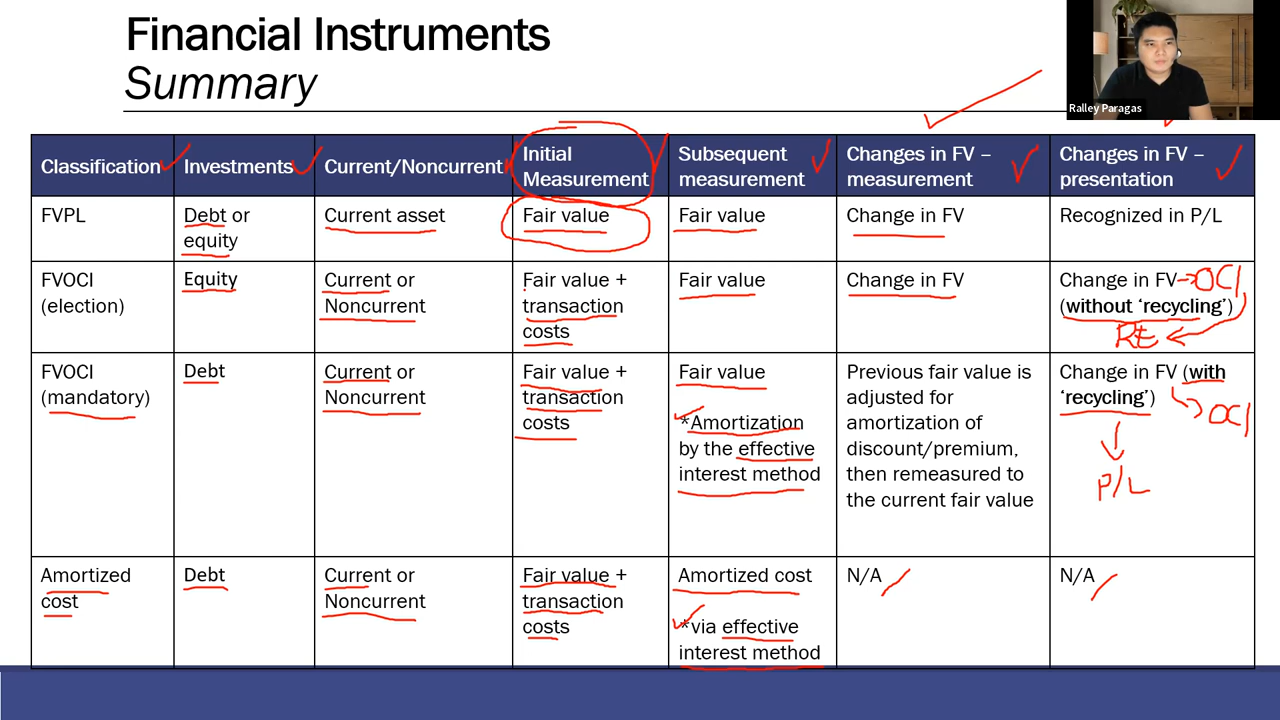 Financial Instruments
Summary
Ralley Paragas
Classification
Investments
Current/Noncurrent
Initial
Measurement
Subsequent
measurement
Changes in FV –
measurement
Changes in FV –
presentation
FVPL
Debt or
equity
Current asset
Fair value
Fair value
Change in FV
Recognized in P/L
FVOCI
(election)
Equity
Current or
Noncurrent
Fair value +
transaction
costs
Fair value
Change in FV
Change in FV → OCI
(without ‘recycling’)
RE
FVOCI
(mandatory)
Debt
Current or
Noncurrent
Fair value +
transaction
costs
Fair value
*Amortization
by the effective
interest method
Previous fair value is
adjusted for
amortization of
discount/premium,
then remeasured to
the current fair value
Change in FV (with
‘recycling’)
OCI
P/L
Amortized
cost
Debt
Current or
Noncurrent
Fair value +
transaction
costs
Amortized cost
*via effective
interest method
N/A
N/A